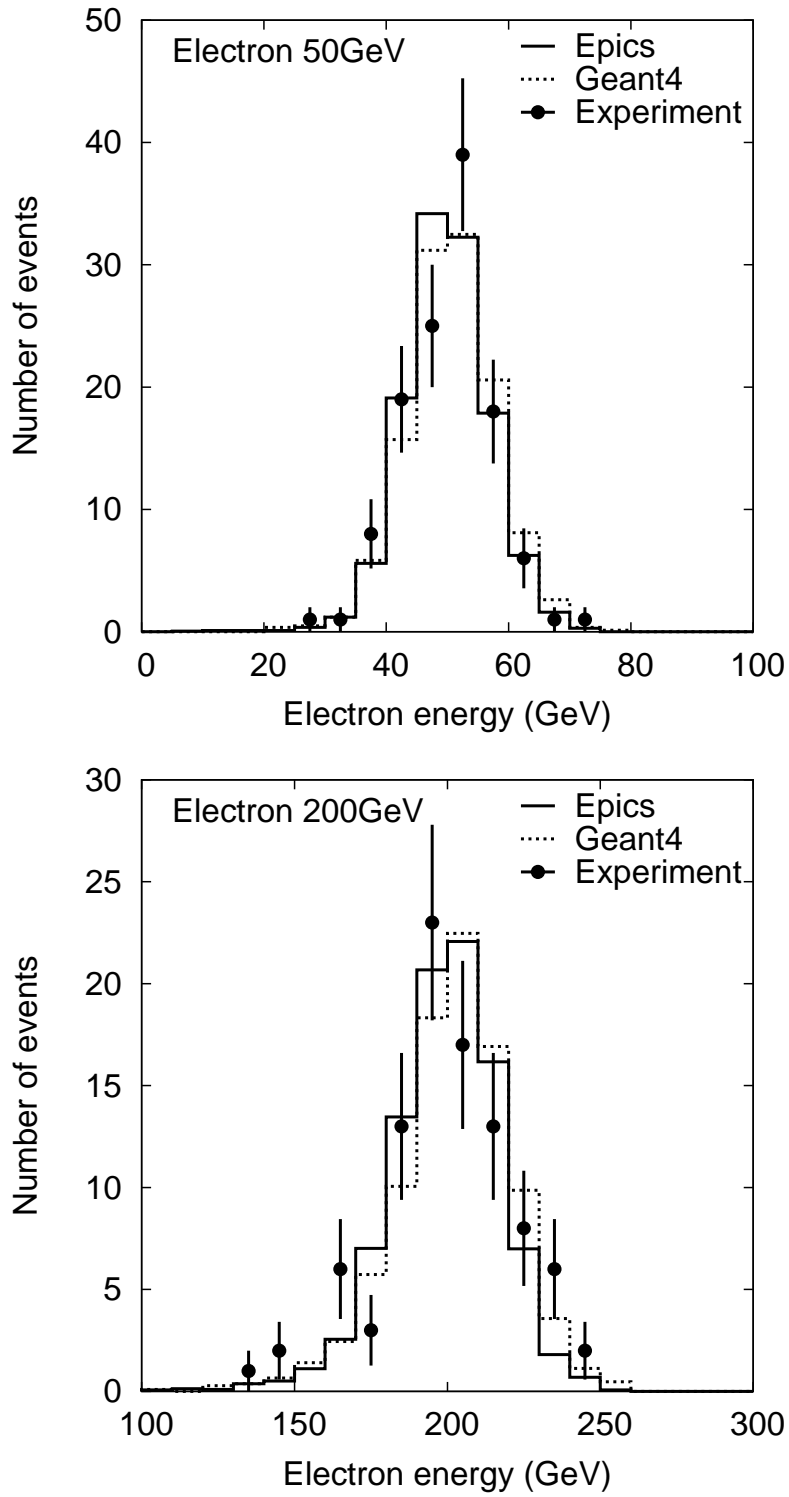 50
Electron 50GeV
Epics
Geant4
Experiment
40
30
20
10
0
Number of events
0 20 40 60 80 100
Electron energy (GeV)
30
Electron 200GeV
Epics
Geant4
Experiment
25
20
15
10
5
0
Number of events
100 150 200 250 300
Electron energy (GeV)